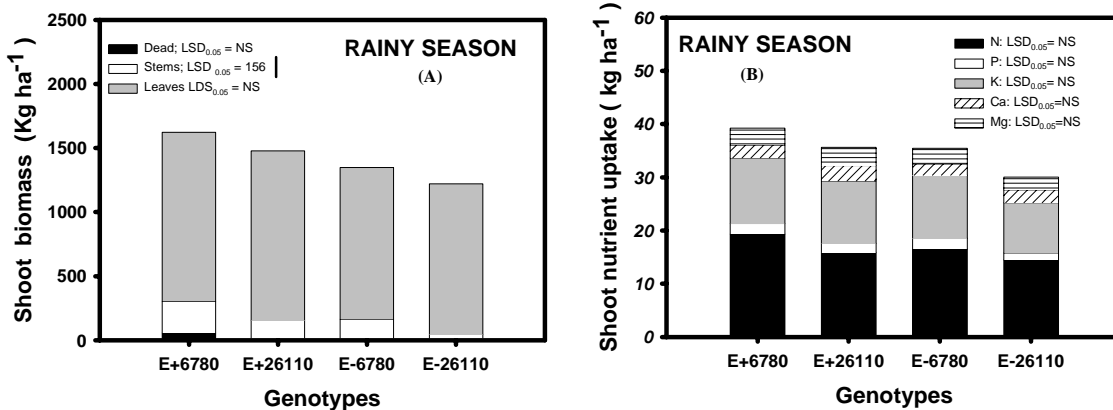 2500
2000
1500
1000
500
0
Shoot biomass (Kg ha-1)
Dead; LSD0.05 = NS
Stems; LSD 0.05 = 156
Leaves LDS0.05 = NS
RAINY SEASON
(A)
E+6780 E+26110 E-6780 E-26110
Genotypes
60
50
40
30
20
10
0
Shoot nutrient uptake ( kg ha-1)
RAINY SEASON
(B)
N: LSD0.05= NS
P: LSD0.05= NS
K: LSD0.05= NS
Ca: LSD0.05=NS
Mg: LSD0.05=NS
E+6780 E+26110 E-6780 E-26110
Genotypes